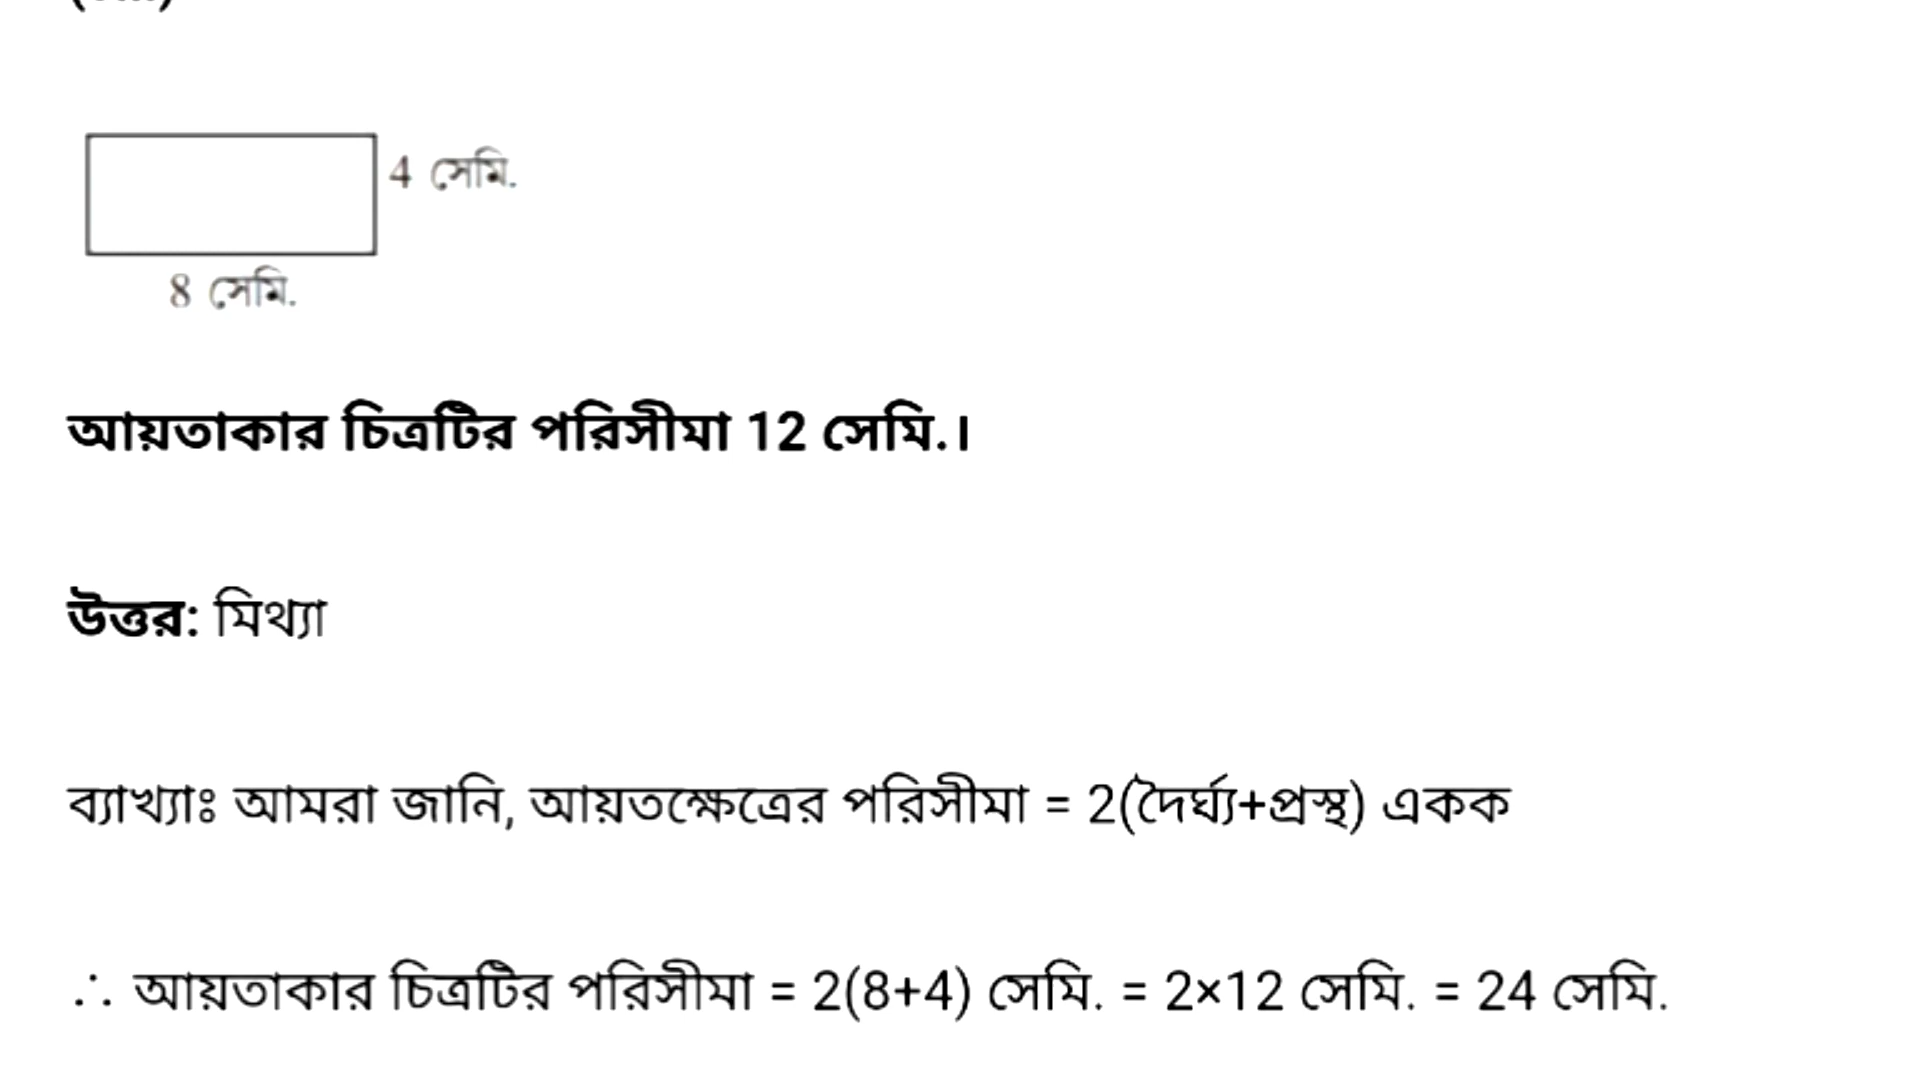 4 সেমি.
8 সেমি.
আয়তাকার চিত্রটির পরিসীমা 12 সেমি.।
উত্তর: মিথ্যা
ব্যাখ্যাঃ আমরা জানি, আয়তক্ষেত্রের পরিসীমা = 2(দৈর্ঘ্য+প্রস্থ) একক
∴ আয়তাকার চিত্রটির পরিসীমা = 2(8+4) সেমি. = 2×12 সেমি. = 24 সেমি.